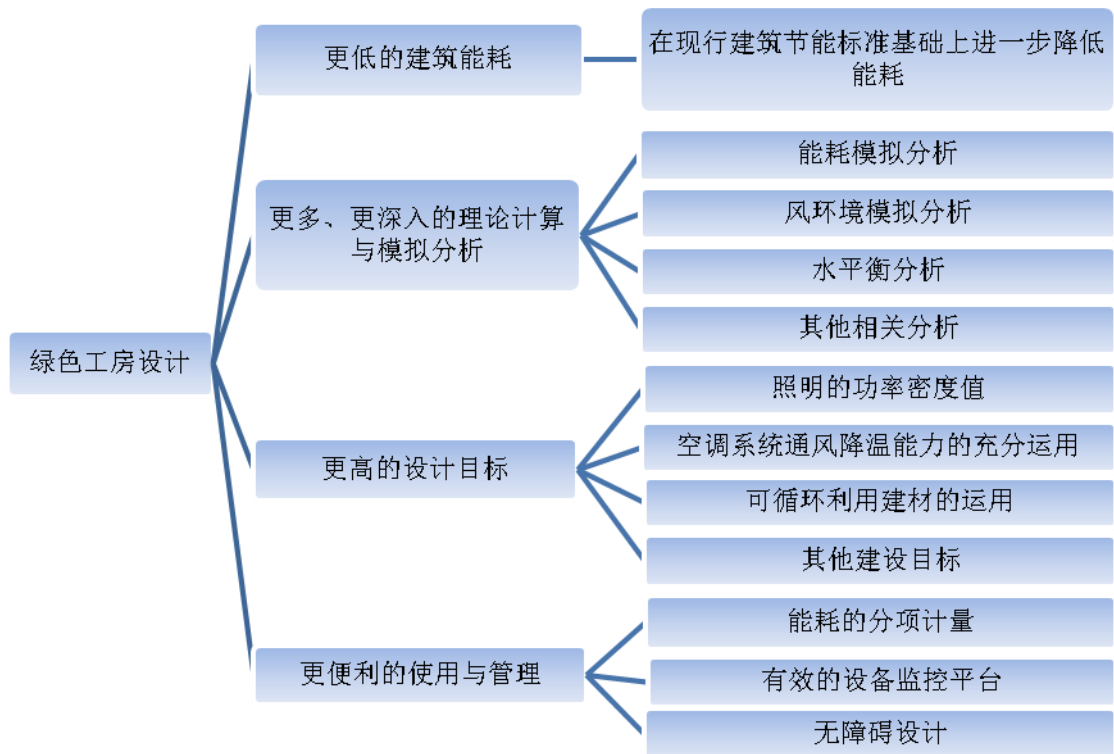 绿色工房设计
更低的建筑能耗
在现行建筑节能标准基础上进一步降低
能耗
更多、更深入的理论计算
与模拟分析
能耗模拟分析
风环境模拟分析
水平衡分析
其他相关分析
更高的设计目标
照明的功率密度值
空调系统通风降温能力的充分运用
可循环利用建材的运用
其他建设目标
更便利的使用与管理
能耗的分项计量
有效的设备监控平台
无障碍设计